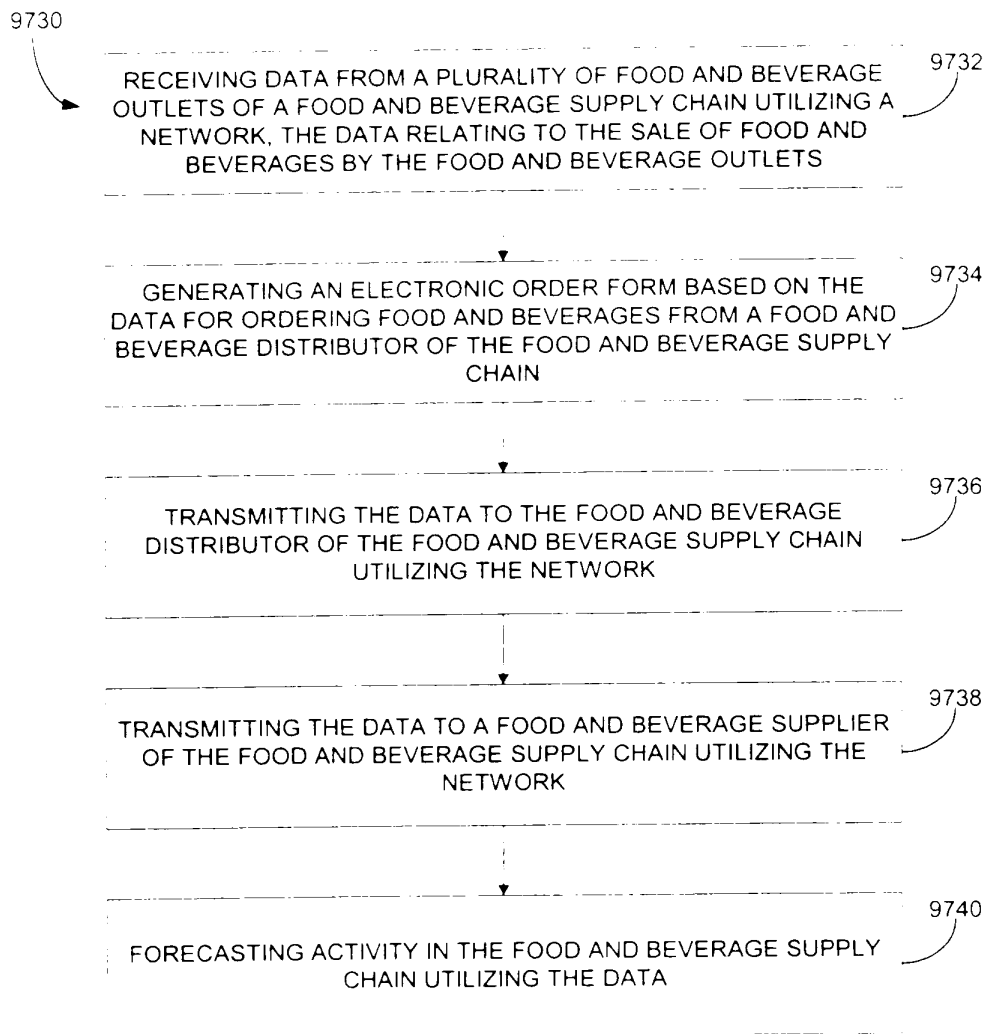 9730
RECEIVING DATA FROM A PLURALITY OF FOOD AND BEVERAGE
OUTLETS OF A FOOD AND BEVERAGE SUPPLY CHAIN UTILIZING A
NETWORK, THE DATA RELATING TO THE SALE OF FOOD AND
BEVERAGES BY THE FOOD AND BEVERAGE OUTLETS
9732
GENERATING AN ELECTRONIC ORDER FORM BASED ON THE
DATA FOR ORDERING FOOD AND BEVERAGES FROM A FOOD AND
BEVERAGE DISTRIBUTOR OF THE FOOD AND BEVERAGE SUPPLY
CHAIN
9734
TRANSMITTING THE DATA TO THE FOOD AND BEVERAGE
DISTRIBUTOR OF THE FOOD AND BEVERAGE SUPPLY CHAIN
UTILIZING THE NETWORK
9736
TRANSMITTING THE DATA TO A FOOD AND BEVERAGE SUPPLIER
OF THE FOOD AND BEVERAGE SUPPLY CHAIN UTILIZING THE
NETWORK
9738
FORECASTING ACTIVITY IN THE FOOD AND BEVERAGE SUPPLY
CHAIN UTILIZING THE DATA
9740